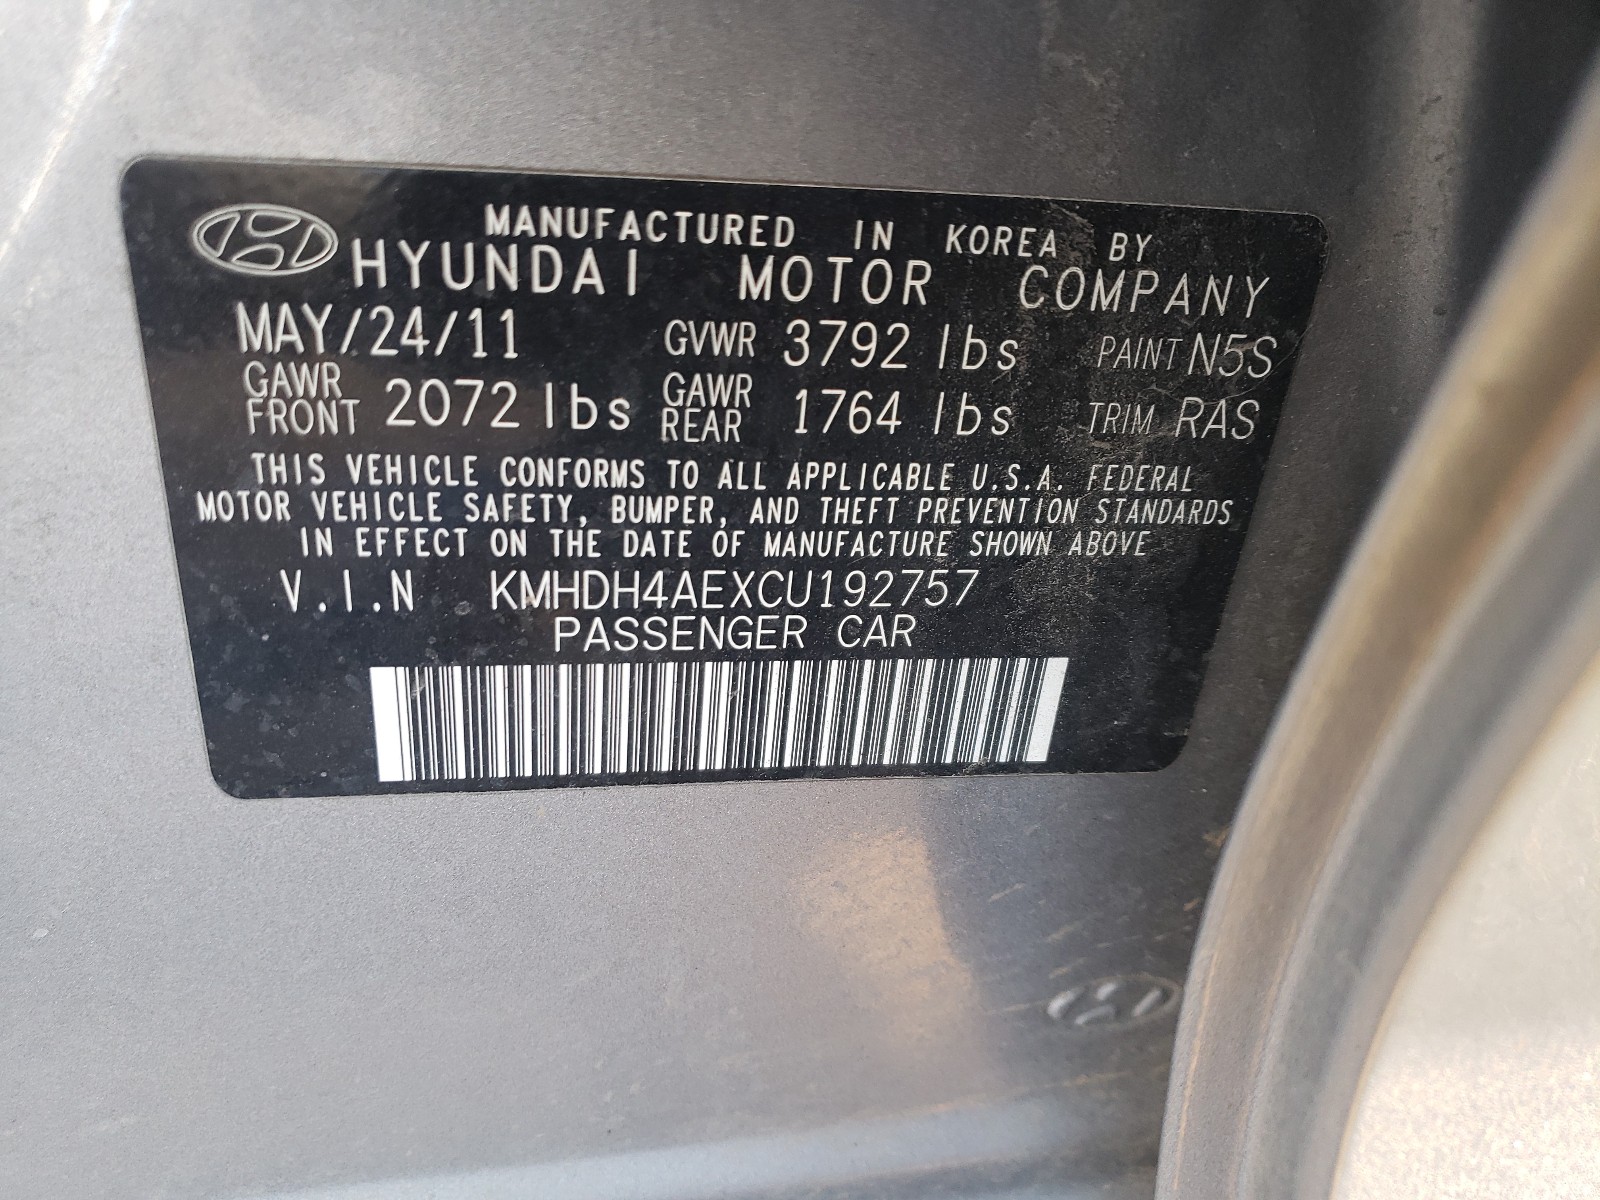 MANUFACTURED IN KOREA BY
HYUNDAI MOTOR COMPANY
MAY/24/11 GVWR 3792 lbs PAINT N5S
GAWR FRONT 2072 lbs GAWR REAR 1764 lbs TRIM RAS
THIS VEHICLE CONFORMS TO ALL APPLICABLE U.S.A. FEDERAL
MOTOR VEHICLE SAFETY, BUMPER, AND THEFT PREVENTION STANDARDS
IN EFFECT ON THE DATE OF MANUFACTURE SHOWN ABOVE
V.I.N KMHDH4AEXCU192757
PASSENGER CAR